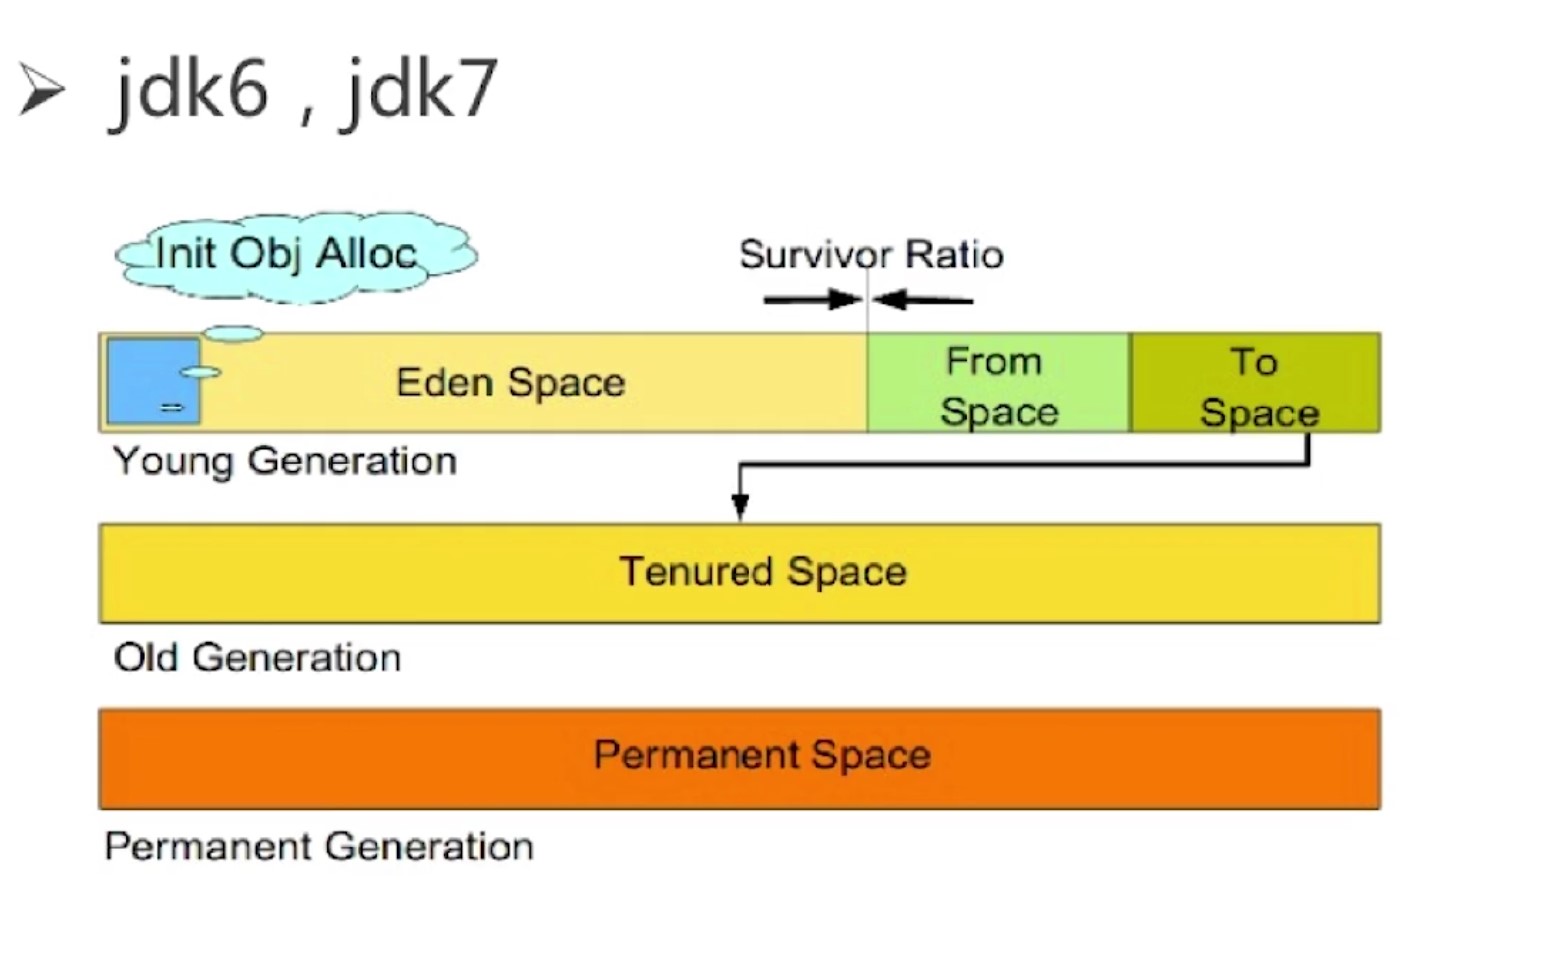 jdk6 , jdk7
Init Obj Alloc
Survivor Ratio
Eden Space
From
Space
To
Space
Young Generation
Tenured Space
Old Generation
Permanent Space
Permanent Generation